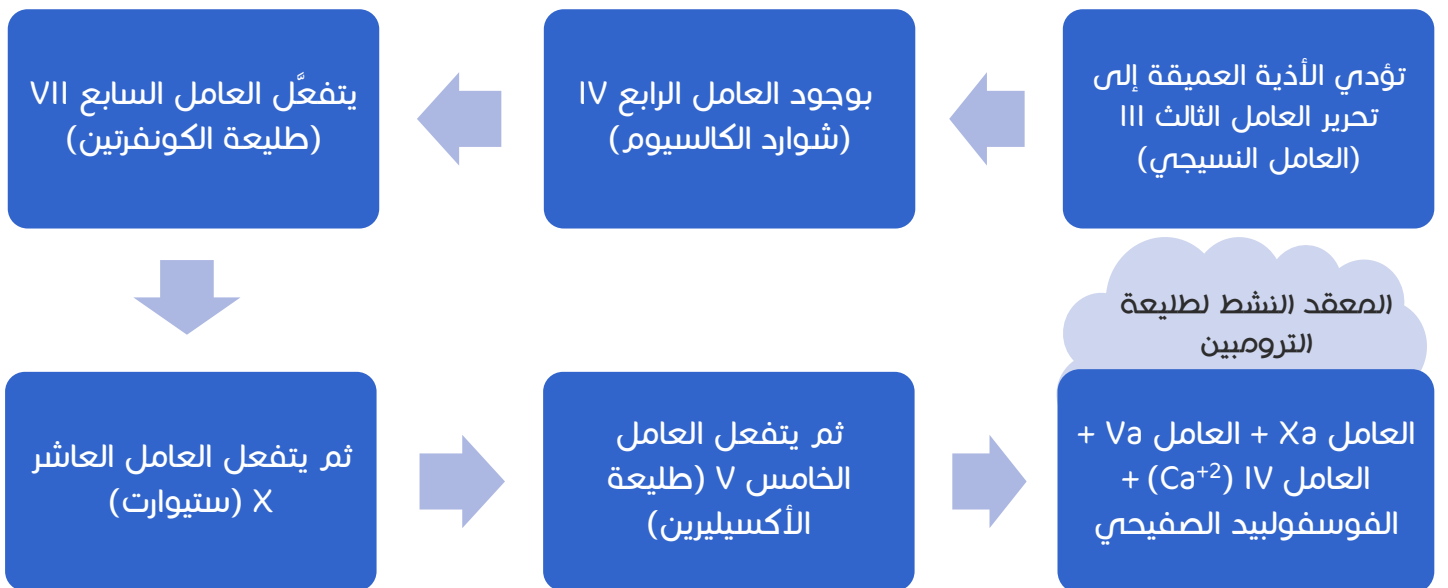 تؤدي الأذية العميقة إلى
تحرير العامل الثالث III
(العامل النسيجي)
بوجود العامل الرابع IV
(شوارد الكالسيوم)
يتفعَّل العامل السابع VII
(طليعة الكونفرتين)
ثم يتفعل العامل العاشر
X (ستيوارت)
ثم يتفعل العامل
الخامس V (طليعة
الأكسيليرين)
المعقد النشط لطليعة
الترومبين
العامل Xa + العامل Va +
العامل IV (Ca⁺²) +
الفوسفولبيد الصفيحي